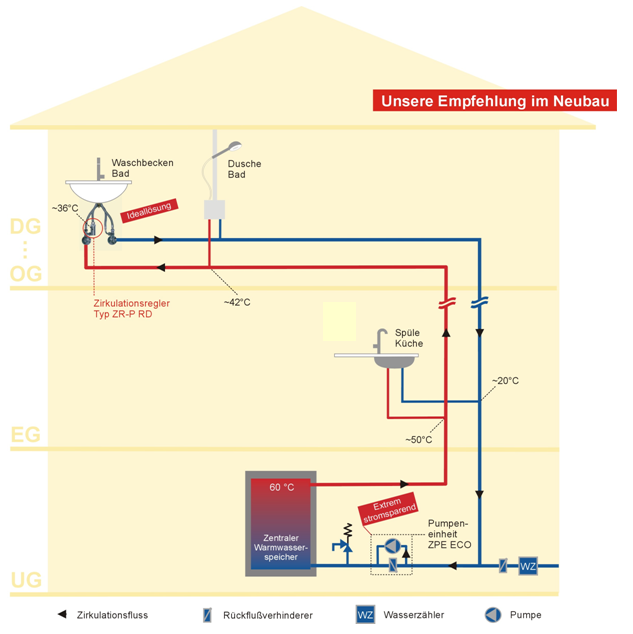 Unsere Empfehlung im Neubau
Waschbecken
Bad
Dusche
Bad
~36°C
Ideallösung
DG
OG
Zirkulationsregler
Typ ZR-P RD
~42°C
Spüle
Küche
~20°C
EG
~50°C
60 °C
Extrem
stromsparend
Pumpen-
einheit
ZPE ECO
Zentraler
Warmwasser-
speicher
WZ
UG
Zirkulationsfluss
Rückflußverhinderer
WZ
Wasserzähler
Pumpe